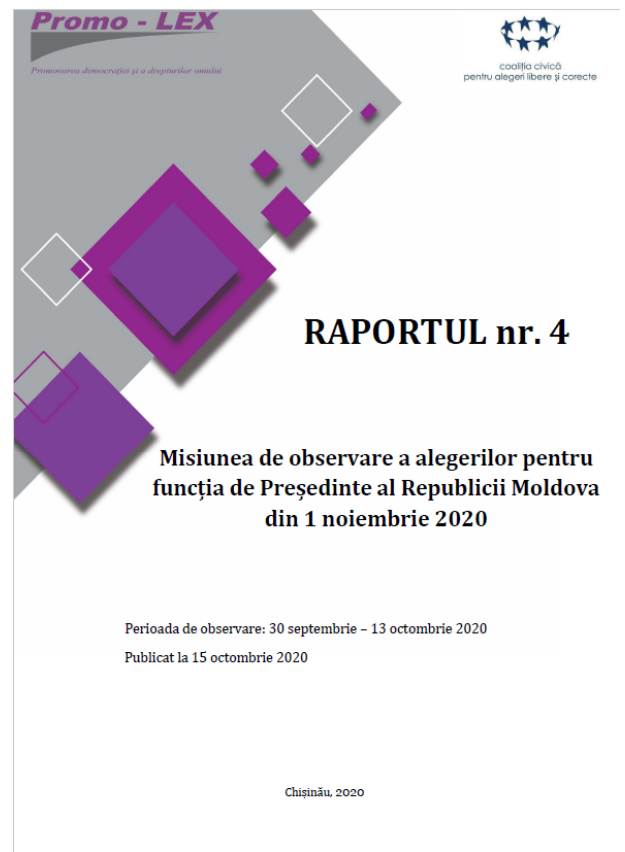 Promo - LEX
Promovarea democrației și a drepturilor omului
coaliția civică
pentru alegeri libere și corecte
RAPORTUL nr. 4
Misiunea de observare a alegerilor pentru
funcția de Președinte al Republicii Moldova
din 1 noiembrie 2020
Perioada de observare: 30 septembrie – 13 octombrie 2020
Publicat la 15 octombrie 2020
Chișinău, 2020